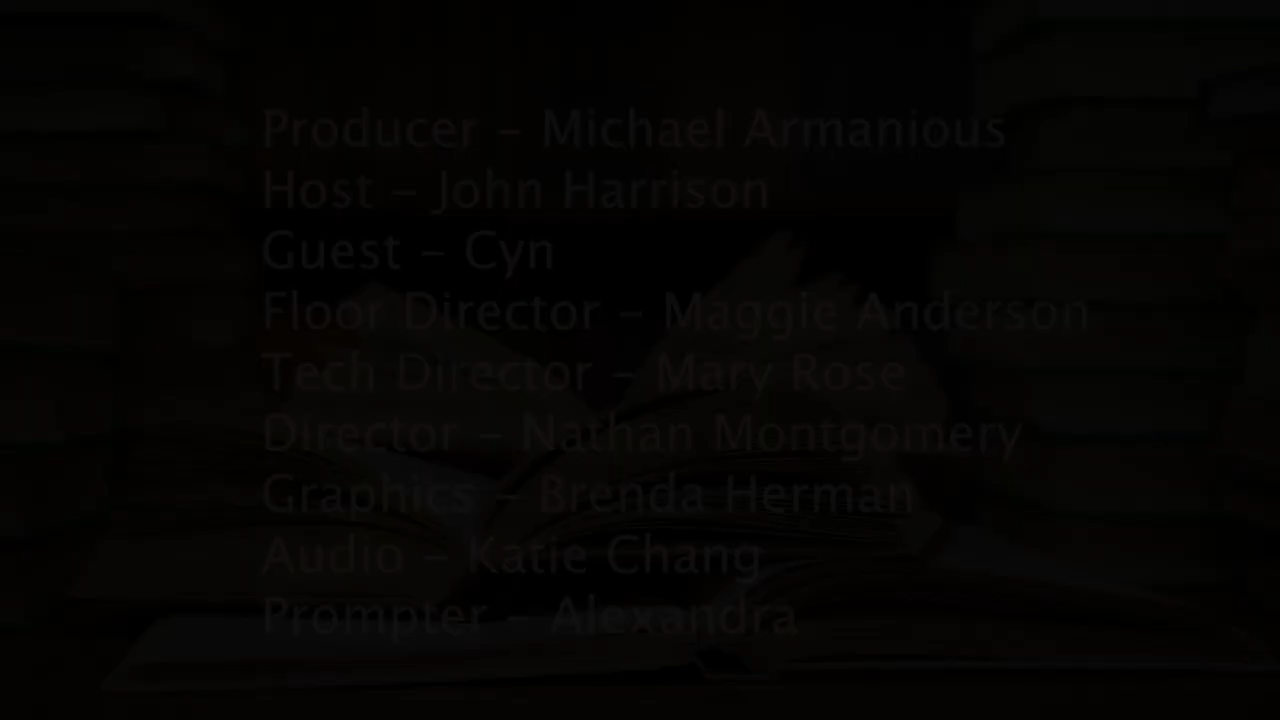 Producer – Michael Armanious
Host – John Harrison
Guest – Cyn
Floor Director – Maggie Anderson
Tech Director – Mary Rose
Director – Nathan Montgomery
Graphics – Brenda Herman
Audio – Katie Chang
Prompter – Alexandra